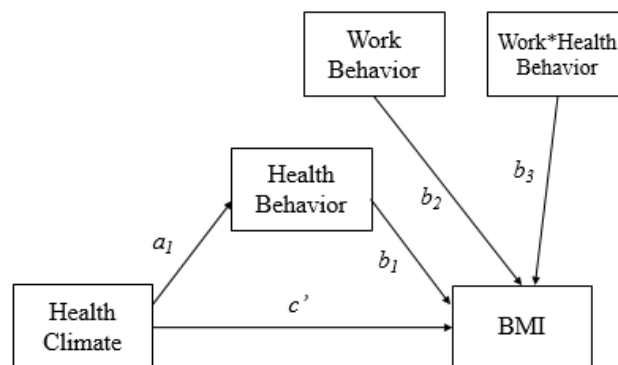 Work
Behavior
Work*Health
Behavior
Health
Behavior
b2
b3
a1
b1
Health
Climate
c’
BMI